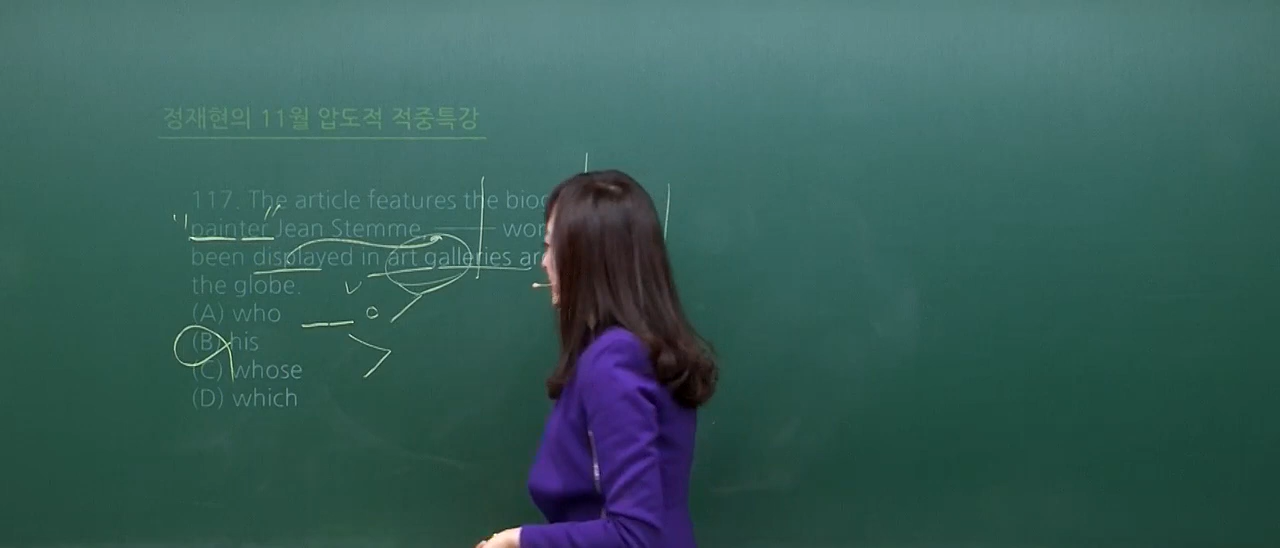 정재현의 11월 압도적 적중특강
117. The article features the
painter Jean Stemme ------
been displayed in art galleries
the globe.
(A) who
(B) his
(C) whose
(D) which